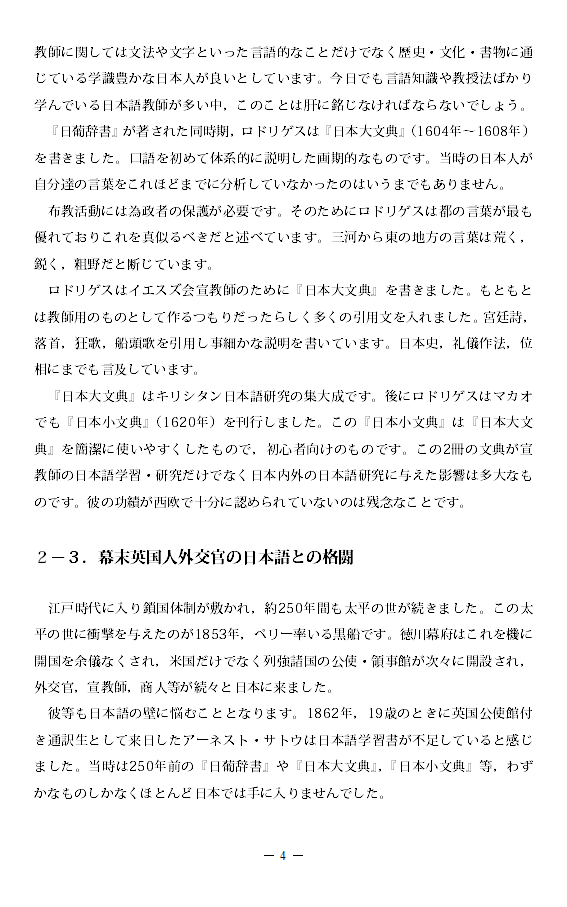 教師に関しては文法や文字といった言語的なことだけでなく歴史・文化・書物に通
じている学識豊かな日本人が良いとしています。今日でも言語知識や教授法ばかり
学んでいる日本語教師が多い中，このことは肝に銘じなければならないでしょう。
『日葡辞書』が著された同時期，ロドリゲスは『日本大文典』（1604年～1608年）
を書きました。口語を初めて体系的に説明した画期的なものです。当時の日本人が
自分達の言葉をこれほどまでに分析していなかったのはいうまでもありません。
布教活動には為政者の保護が必要です。そのためにロドリゲスは都の言葉が最も
優れておりこれを真似るべきだと述べています。三河から東の地方の言葉は荒く，
鋭く，粗野だと断じています。
ロドリゲスはイエスズ会宣教師のために『日本大文典』を書きました。もともと
は教師用のものとして作るつもりだったらしく多くの引用文を入れました。宮廷詩，
落首，狂歌，船頭歌を引用し事細かな説明を書いています。日本史，礼儀作法，位
相にまでも言及しています。
『日本大文典』はキリシタン日本語研究の集大成です。後にロドリゲスはマカオ
でも『日本小文典』（1620年）を刊行しました。この『日本小文典』は『日本大文
典』を簡潔に使いやすくしたもので，初心者向けのものです。この2冊の文典が宣
教師の日本語学習・研究だけでなく日本内外の日本語研究に与えた影響は多大なも
のです。彼の功績が西欧で十分に認められていないのは残念なことです。
２－３．幕末英国人外交官の日本語との格闘
江戸時代に入り鎖国体制が敷かれ，約250年間も太平の世が続きました。この太
平の世に衝撃を与えたのが1853年，ペリー率いる黒船です。徳川幕府はこれを機に
開国を余儀なくされ，米国だけでなく列強諸国の公使・領事館が次々に開設され，
外交官，宣教師，商人等が続々と日本に来ました。
彼等も日本語の壁に悩むこととなります。1862年，19歳のときに英国公使館付
き通訳生として来日したアーネスト・サトウは日本語学習書が不足していると感じ
ました。当時は250年前の『日葡辞書』や『日本大文典』，『日本小文典』等，わず
かなものしかなくほとんど日本では手に入りませんでした。
－ 4 －